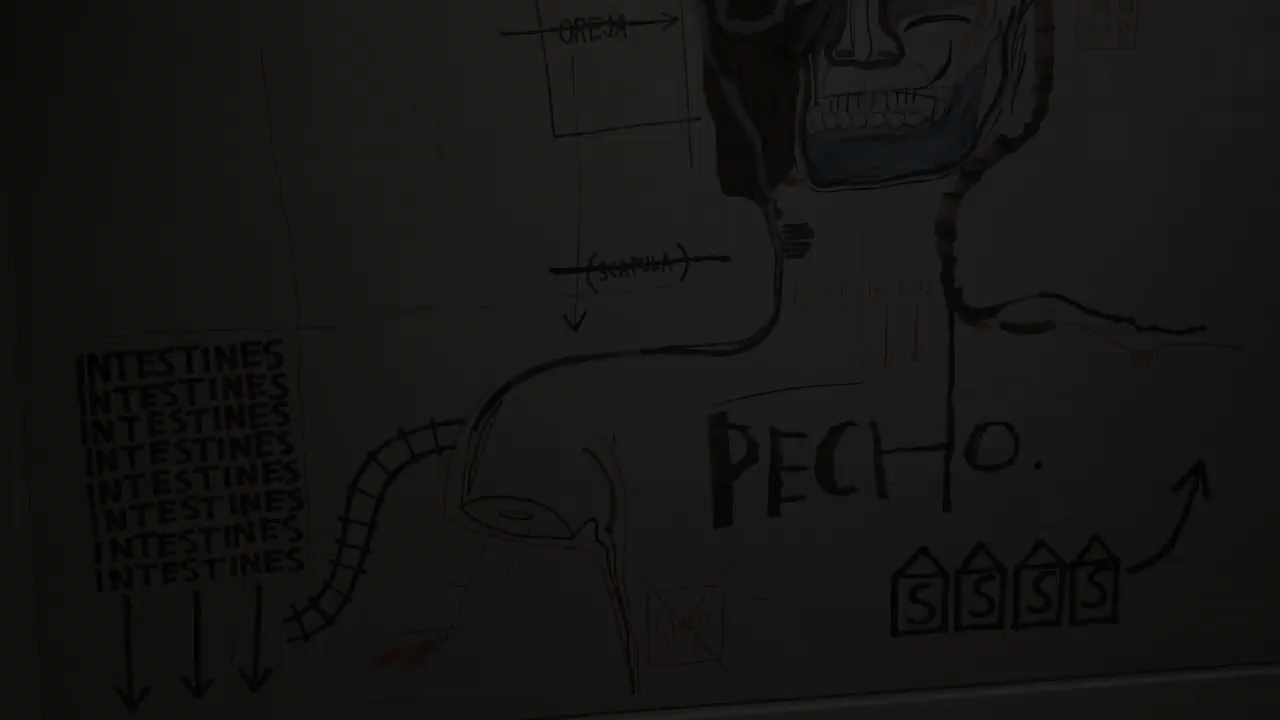 OREJA
(SCAPULA)
INTESTINES
INTESTINES
INTESTINES
INTESTINES
INTESTINES
INTESTINES
INTESTINES
INTESTINES
PECHO.
S S S S